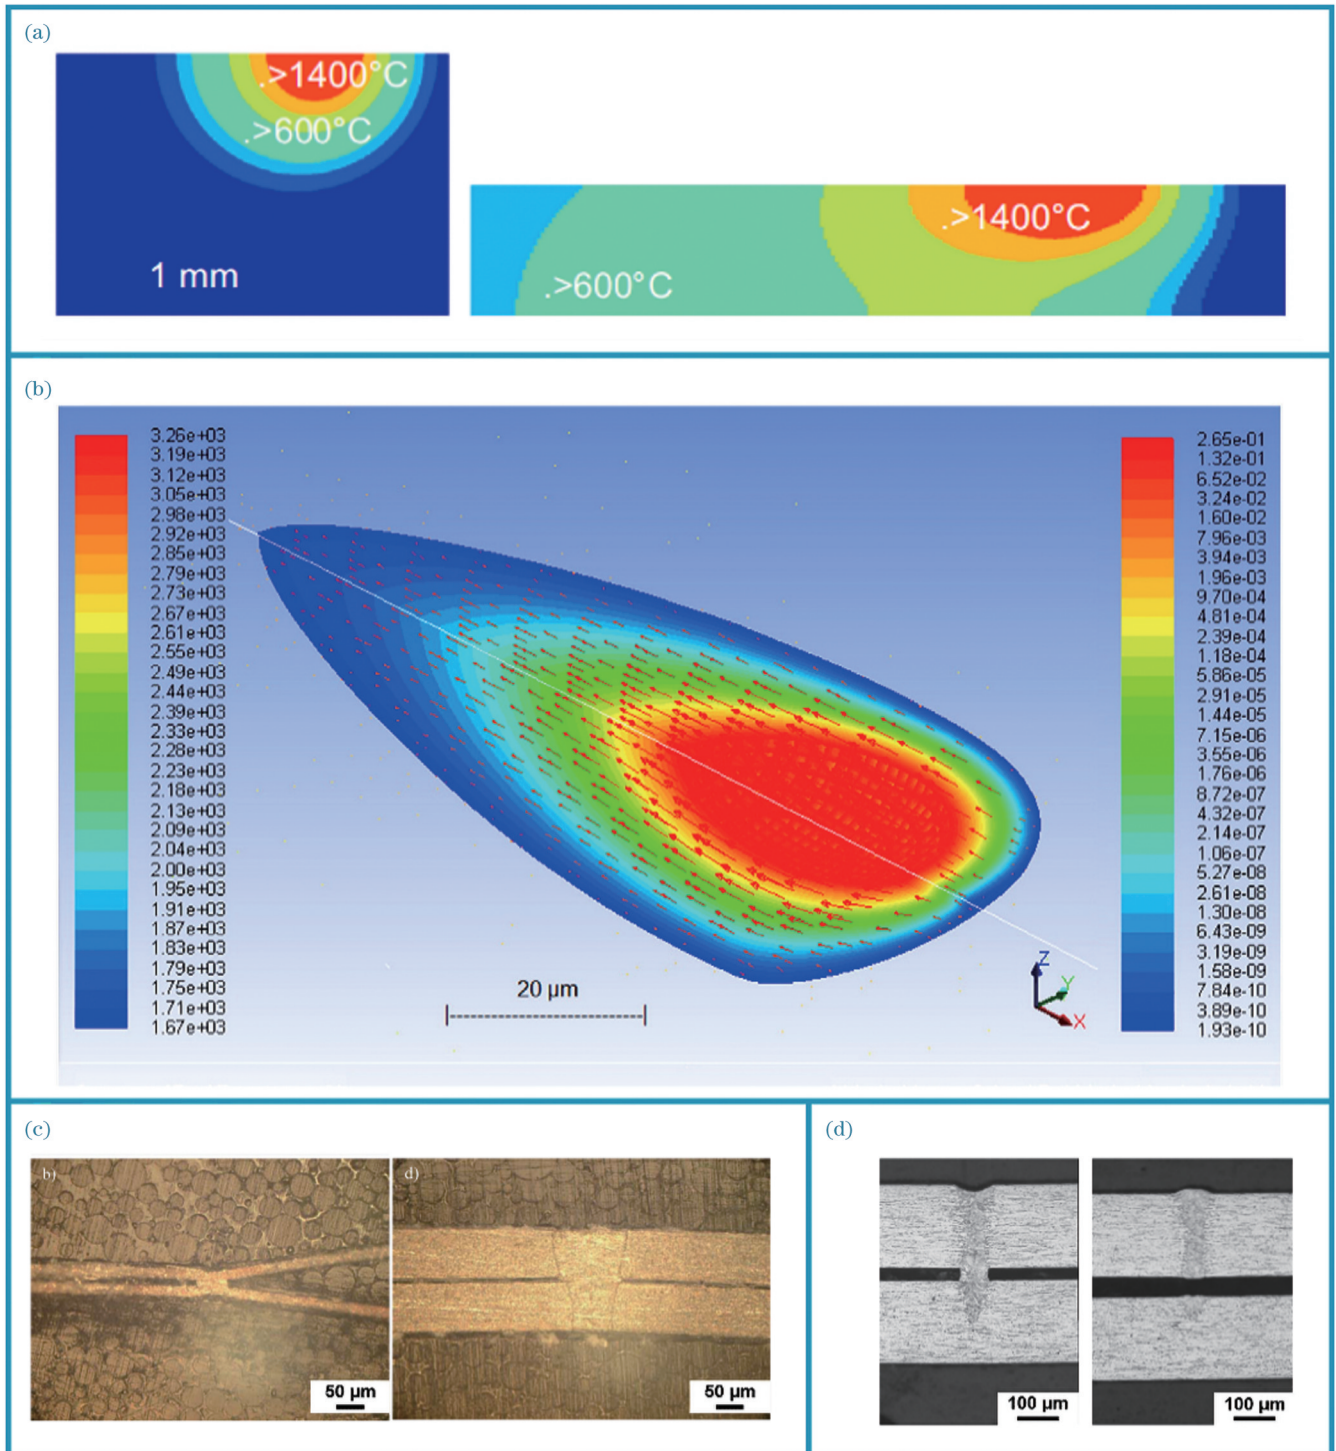 (a)
.>1400°C
.>600°C
1 mm
.>1400°C
.>600°C
(b)
3.26e+03
3.19e+03
3.12e+03
3.05e+03
2.98e+03
2.92e+03
2.85e+03
2.79e+03
2.73e+03
2.67e+03
2.61e+03
2.55e+03
2.49e+03
2.44e+03
2.39e+03
2.33e+03
2.28e+03
2.23e+03
2.18e+03
2.13e+03
2.09e+03
2.04e+03
2.00e+03
1.95e+03
1.91e+03
1.87e+03
1.83e+03
1.79e+03
1.75e+03
1.71e+03
1.67e+03
20 µm
Z
Y
X
2.65e-01
1.32e-01
6.52e-02
3.24e-02
1.60e-02
7.96e-03
3.94e-03
1.96e-03
9.70e-04
4.81e-04
2.39e-04
1.18e-04
5.86e-05
2.91e-05
1.44e-05
7.15e-06
3.55e-06
1.76e-06
8.72e-07
4.32e-07
2.14e-07
1.06e-07
5.27e-08
2.61e-08
1.30e-08
6.43e-09
3.19e-09
1.58e-09
7.84e-10
3.89e-10
1.93e-10
(c)
b)
50 µm
d)
50 µm
(d)
100 µm
100 µm